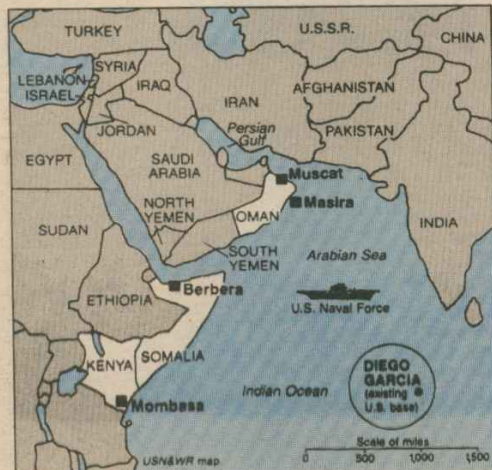 TURKEY
U.S.S.R.
CHINA
SYRIA
LEBANON
ISRAEL
IRAQ
IRAN
AFGHANISTAN
JORDAN
Persian
Gulf
PAKISTAN
EGYPT
SAUDI
ARABIA
Muscat
Masira
OMAN
INDIA
NORTH
YEMEN
SUDAN
SOUTH
YEMEN
Arabian Sea
Berbera
U.S. Naval Force
ETHIOPIA
KENYA
SOMALIA
DIEGO
GARCIA
(existing
U.S. base)
Indian Ocean
Mombasa
Scale of miles
0 500 1,000 1,500
USN&WR map